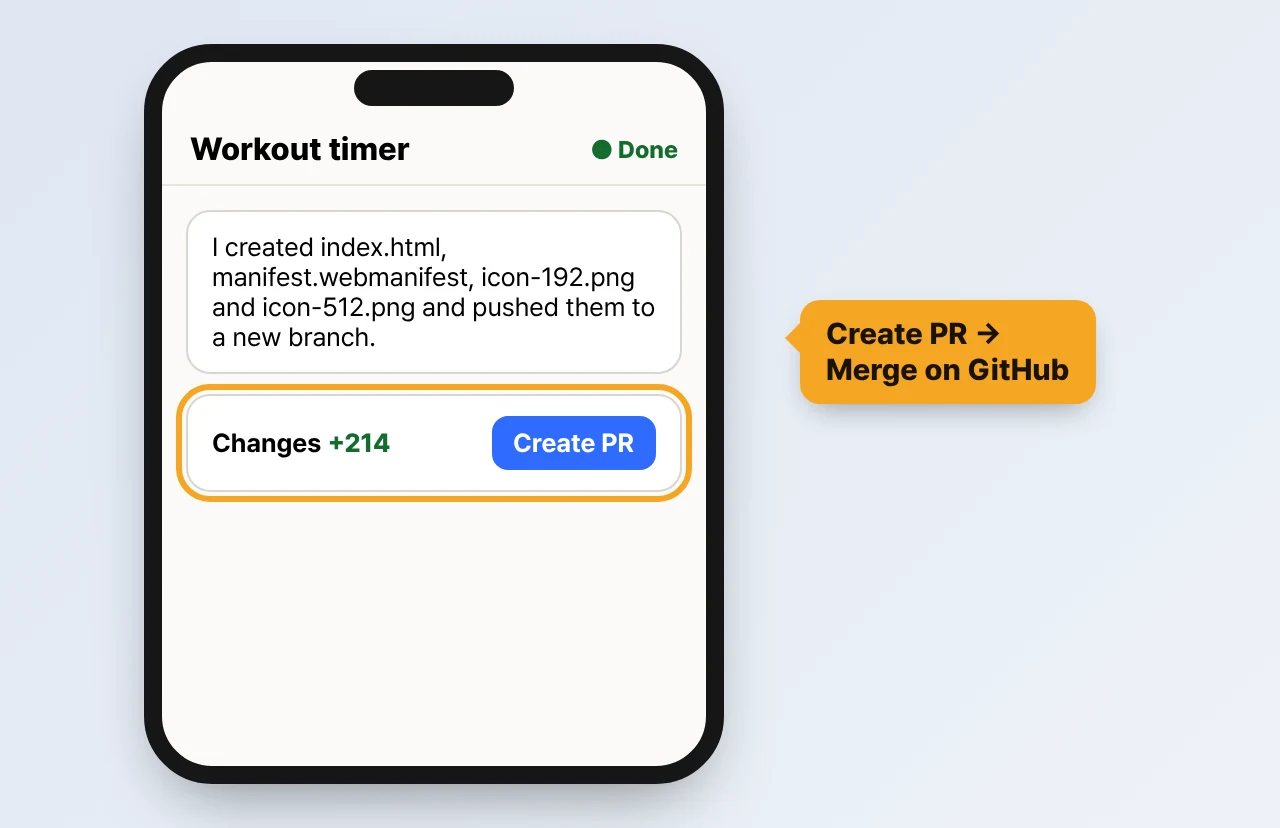 Workout timer
Done
I created index.html,
manifest.webmanifest, icon-192.png
and icon-512.png and pushed them to
a new branch.
Changes +214
Create PR
Create PR →
Merge on GitHub